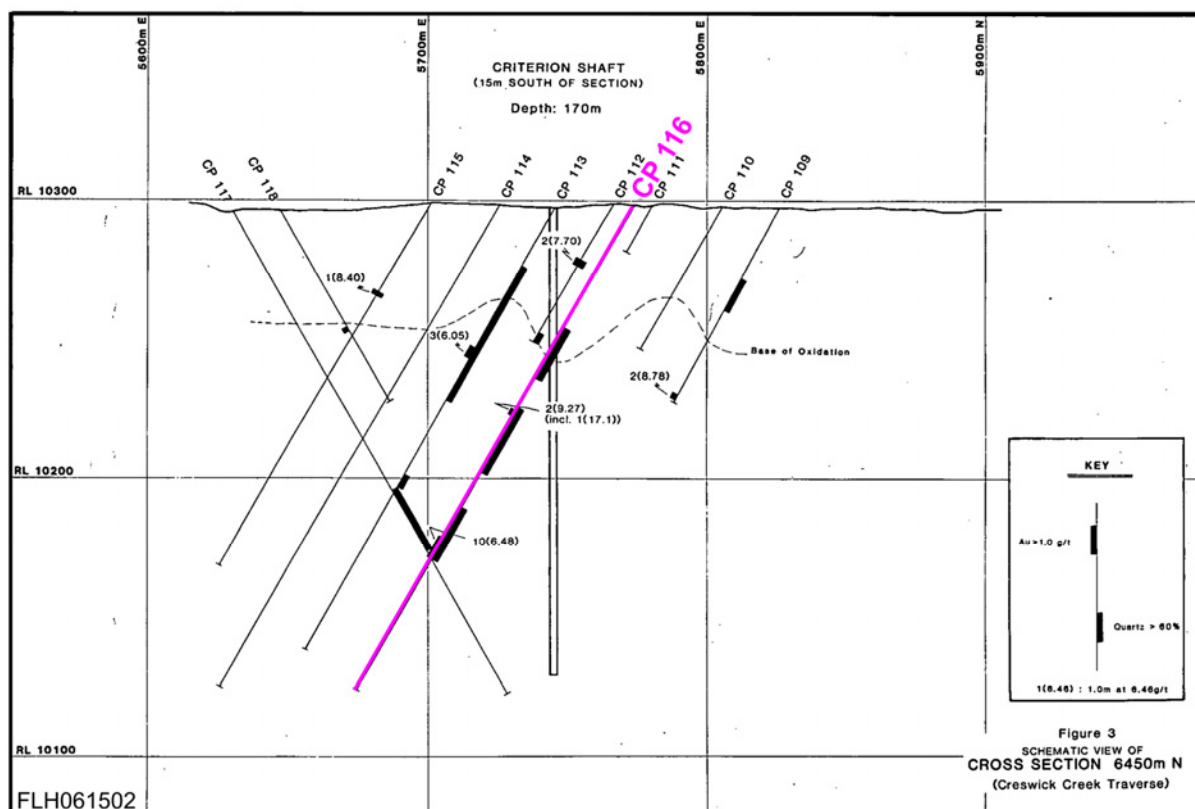 5600m E
5700m E
5800m E
5900m N
CRITERION SHAFT
(15m SOUTH OF SECTION)
Depth: 170m
CP 117
CP 118
CP 115
CP 114
CP 113
CP 112
CP 116
CP 111
CP 110
CP 109
RL 10300
2(7.70)
1(8.40)
3(6.05)
Base of Oxidation
2(8.78)
2(9.27)
(incl. 1(17.1))
RL 10200
10(6.48)
KEY
Au>1.0 g/t
Quartz > 60%
1(6.46) : 1.0m at 6.46g/t
RL 10100
Figure 3
SCHEMATIC VIEW OF
CROSS SECTION 6450m N
(Creswick Creek Traverse)
FLH061502